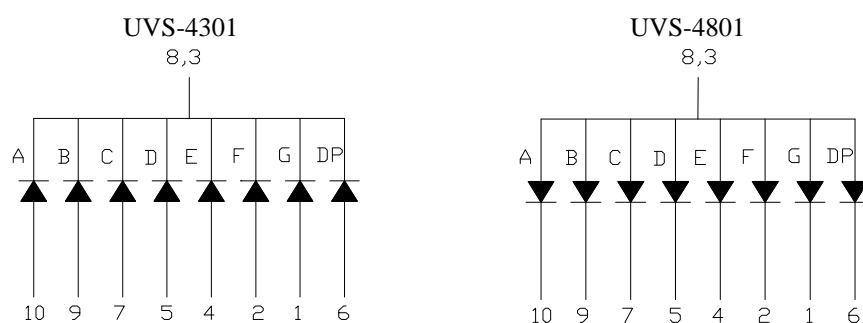 UVS-4301
8,3
A B C D E F G DP
10 9 7 5 4 2 1 6
UVS-4801
8,3
A B C D E F G DP
10 9 7 5 4 2 1 6